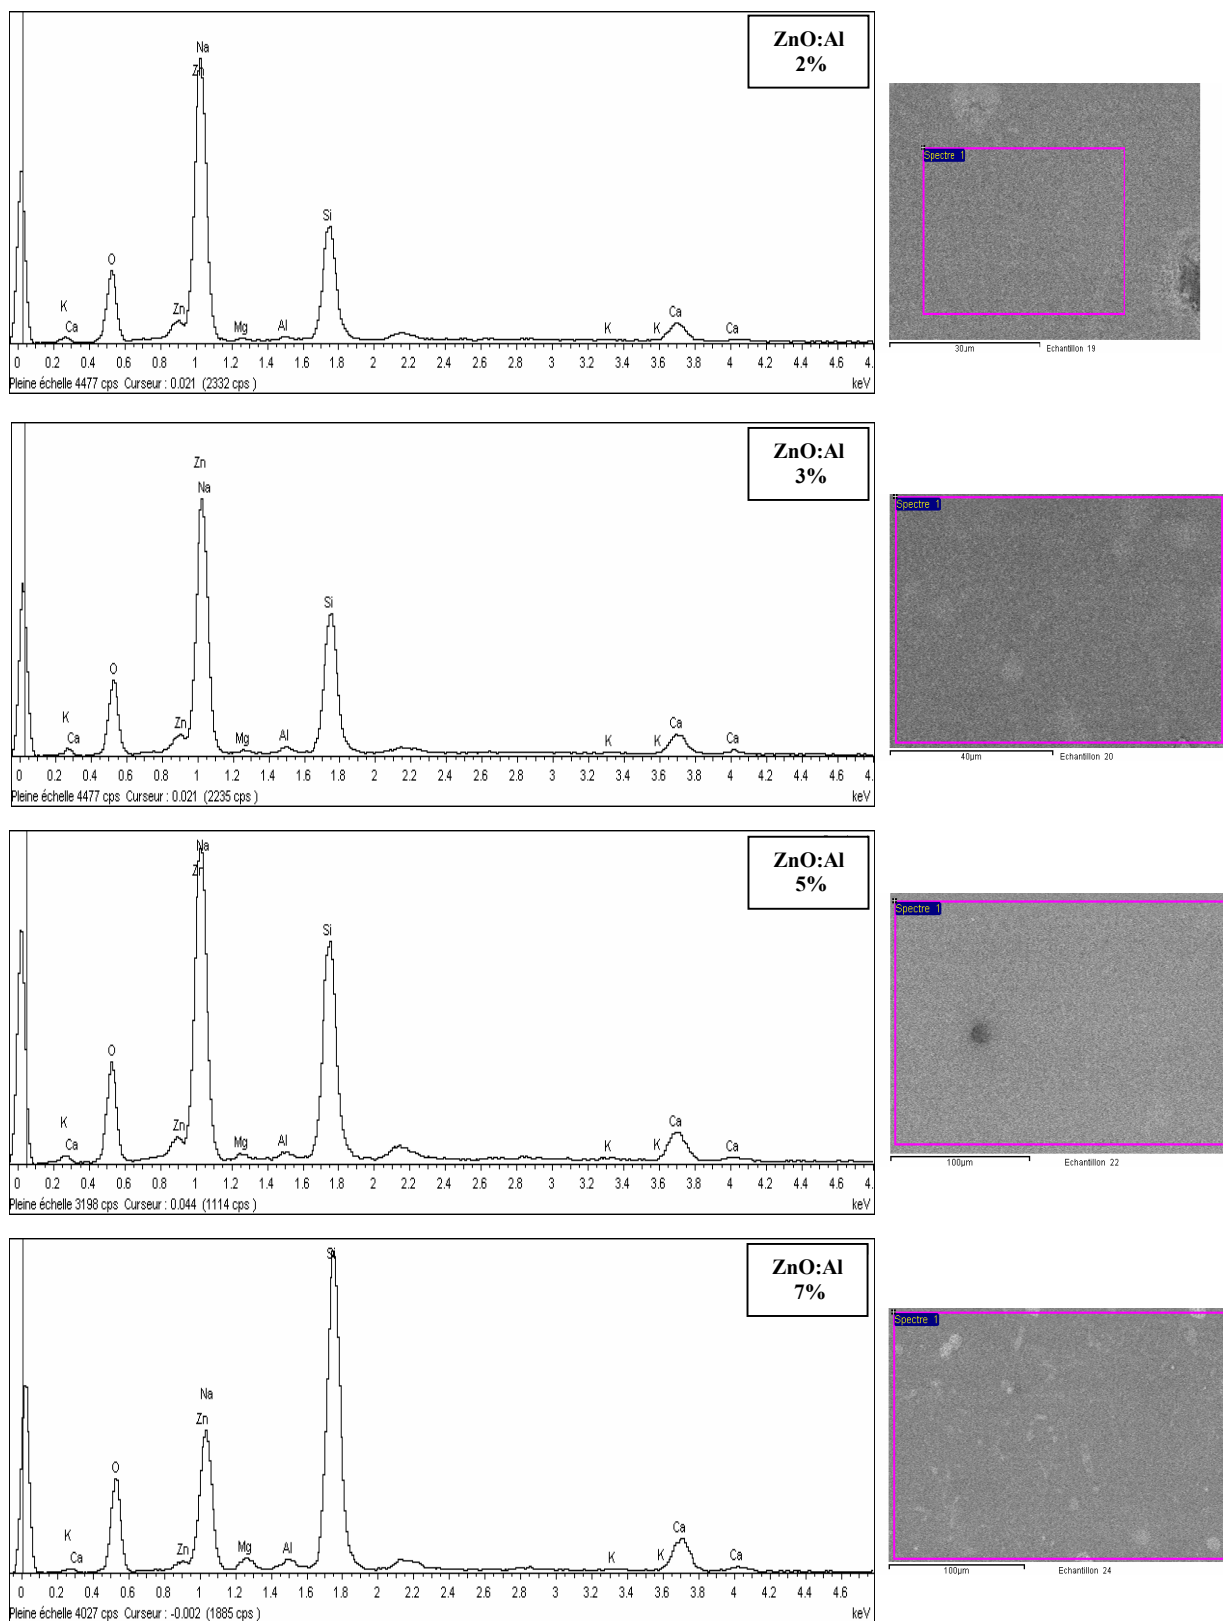 ZnO:Al
2%
Na
Zn
Si
O
K
Ca
Zn
Mg
Al
K
K
Ca
Ca
0 0.2 0.4 0.6 0.8 1 1.2 1.4 1.6 1.8 2 2.2 2.4 2.6 2.8 3 3.2 3.4 3.6 3.8 4 4.2 4.4 4.6 4.
Pleine échelle 4477 cps Curseur : 0.021 (2332 cps )
keV
Spectre 1
30µm
Echantillon 19
ZnO:Al
3%
Zn
Na
Si
O
K
Ca
Zn
Mg
Al
K
K
Ca
Ca
0 0.2 0.4 0.6 0.8 1 1.2 1.4 1.6 1.8 2 2.2 2.4 2.6 2.8 3 3.2 3.4 3.6 3.8 4 4.2 4.4 4.6 4.
Pleine échelle 4477 cps Curseur : 0.021 (2235 cps )
keV
Spectre 1
40µm
Echantillon 20
ZnO:Al
5%
Na
Zn
Si
O
K
Ca
Zn
Mg
Al
K
K
Ca
Ca
0 0.2 0.4 0.6 0.8 1 1.2 1.4 1.6 1.8 2 2.2 2.4 2.6 2.8 3 3.2 3.4 3.6 3.8 4 4.2 4.4 4.6 4.8
Pleine échelle 3198 cps Curseur : 0.044 (1114 cps )
keV
Spectre 1
100µm
Echantillon 22
ZnO:Al
7%
Si
Na
Zn
O
K
Ca
Zn
Mg
Al
K
K
Ca
Ca
0 0.2 0.4 0.6 0.8 1 1.2 1.4 1.6 1.8 2 2.2 2.4 2.6 2.8 3 3.2 3.4 3.6 3.8 4 4.2 4.4 4.6
Pleine échelle 4027 cps Curseur : -0.002 (1885 cps )
keV
Spectre 1
100µm
Echantillon 24